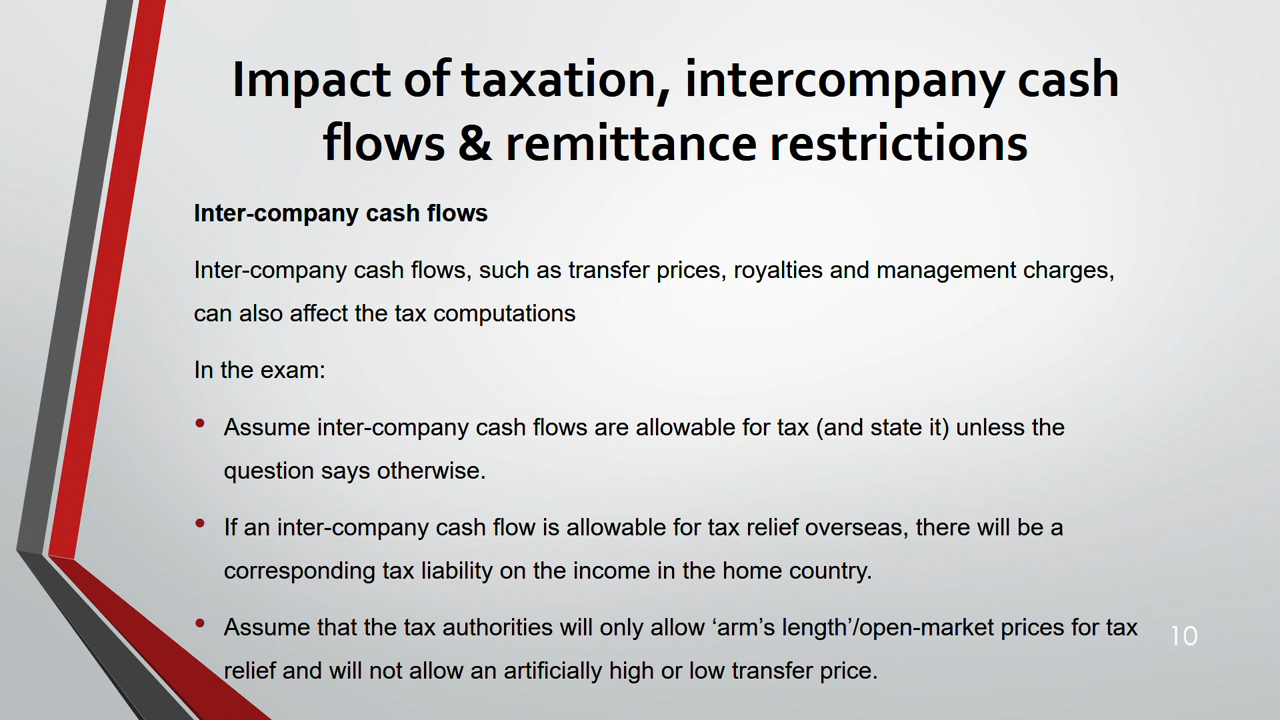 Impact of taxation, intercompany cash
flows & remittance restrictions
Inter-company cash flows
Inter-company cash flows, such as transfer prices, royalties and management charges,
can also affect the tax computations
In the exam:
• Assume inter-company cash flows are allowable for tax (and state it) unless the
question says otherwise.
• If an inter-company cash flow is allowable for tax relief overseas, there will be a
corresponding tax liability on the income in the home country.
• Assume that the tax authorities will only allow ‘arm’s length’/open-market prices for tax
relief and will not allow an artificially high or low transfer price.
10